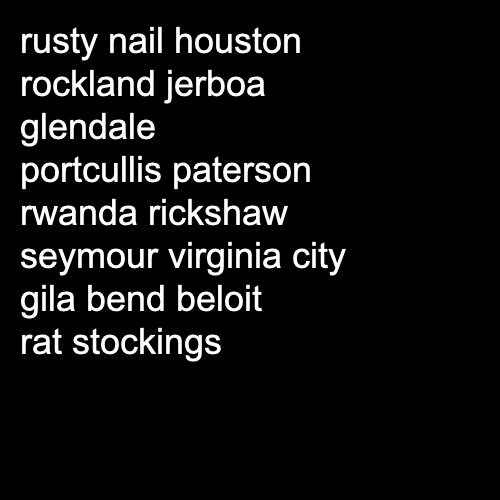 rusty nail houston
rockland jerboa
glendale
portcullis paterson
rwanda rickshaw
seymour virginia city
gila bend beloit
rat stockings